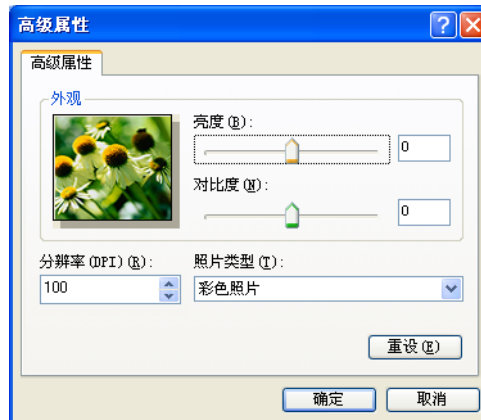 高级属性
高级属性
外观
亮度(B):
0
对比度(N):
0
分辨率(DPI)(R): 照片类型(T):
100 彩色照片
重设(E)
确定 取消